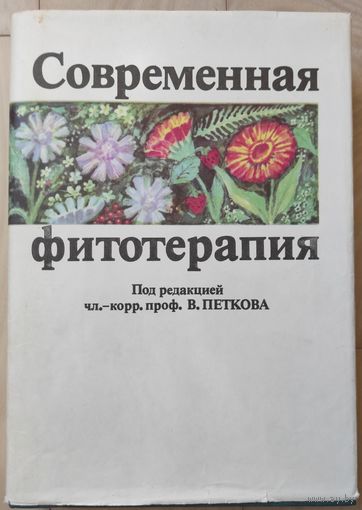 Современная
фитотерапия
Под редакцией
чл.-корр. проф. В. ПЕТКОВА